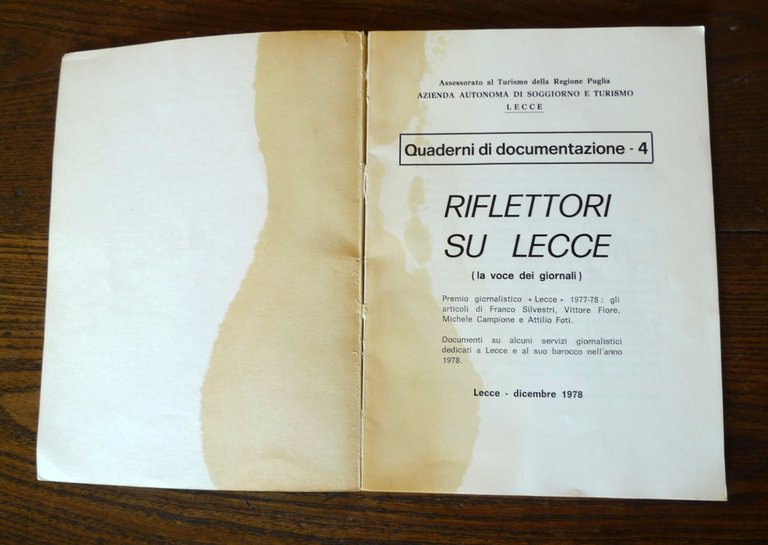 Assessorato al Turismo della Regione Puglia
AZIENDA AUTONOMA DI SOGGIORNO E TURISMO
LECCE
Quaderni di documentazione - 4
RIFLETTORI
SU LECCE
( la voce dei giornali )
Premio giornalistico « Lecce » 1977-78 : gli
articoli di Franco Silvestri, Vittore Fiore,
Michele Campione e Attilio Foti.
Documenti su alcuni servizi giornalistici
dedicati a Lecce e al suo barocco nell'anno
1978.
Lecce - dicembre 1978